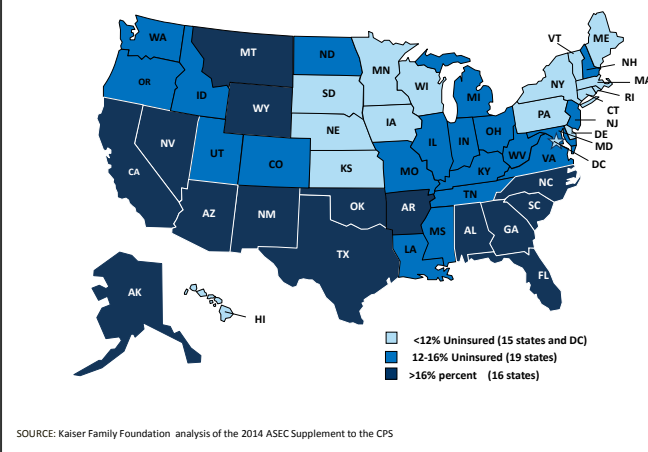 ME
VT
WA
NH
MT
ND
MN
MA
OR
WI
NY
ID
SD
MI
RI
WY
CT
PA
IA
NJ
NE
OH
DE
NV
IL
IN
MD
UT
WV
VA
CO
DC
CA
KS
MO
KY
NC
TN
OK
SC
AZ
NM
AR
MS
AL
GA
LA
TX
FL
AK
HI
<12% Uninsured (15 states and DC)
12-16% Uninsured (19 states)
>16% percent (16 states)
SOURCE: Kaiser Family Foundation analysis of the 2014 ASEC Supplement to the CPS